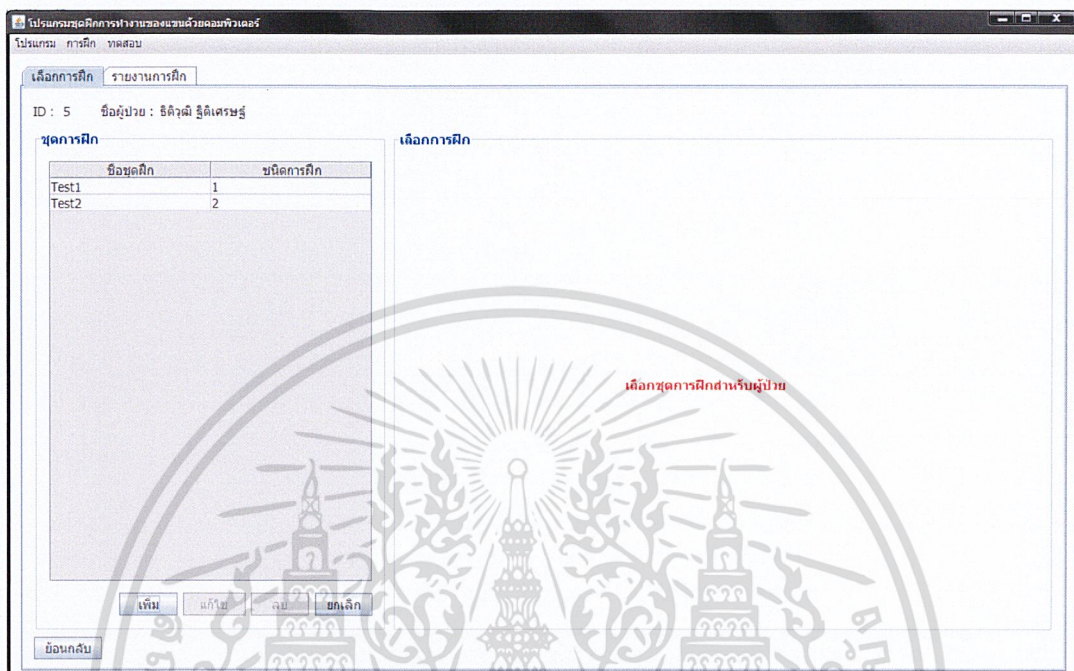 โปรแกรมชุดฝึกการทำงานของแขนด้วยคอมพิวเตอร์
โปรแกรม การฝึก ทดสอบ
เลือกการฝึก รายงานการฝึก
ID : 5 ชื่อผู้ป่วย : ธิติวุฒิ ฐิติเศรษฐ์
ชุดการฝึก
เลือกการฝึก
ชื่อชุดฝึก ชนิดการฝึก
Test1 1
Test2 2
เลือกชุดการฝึกสำหรับผู้ป่วย
เพิ่ม แก้ไข ลบ ยกเลิก
ย้อนกลับ